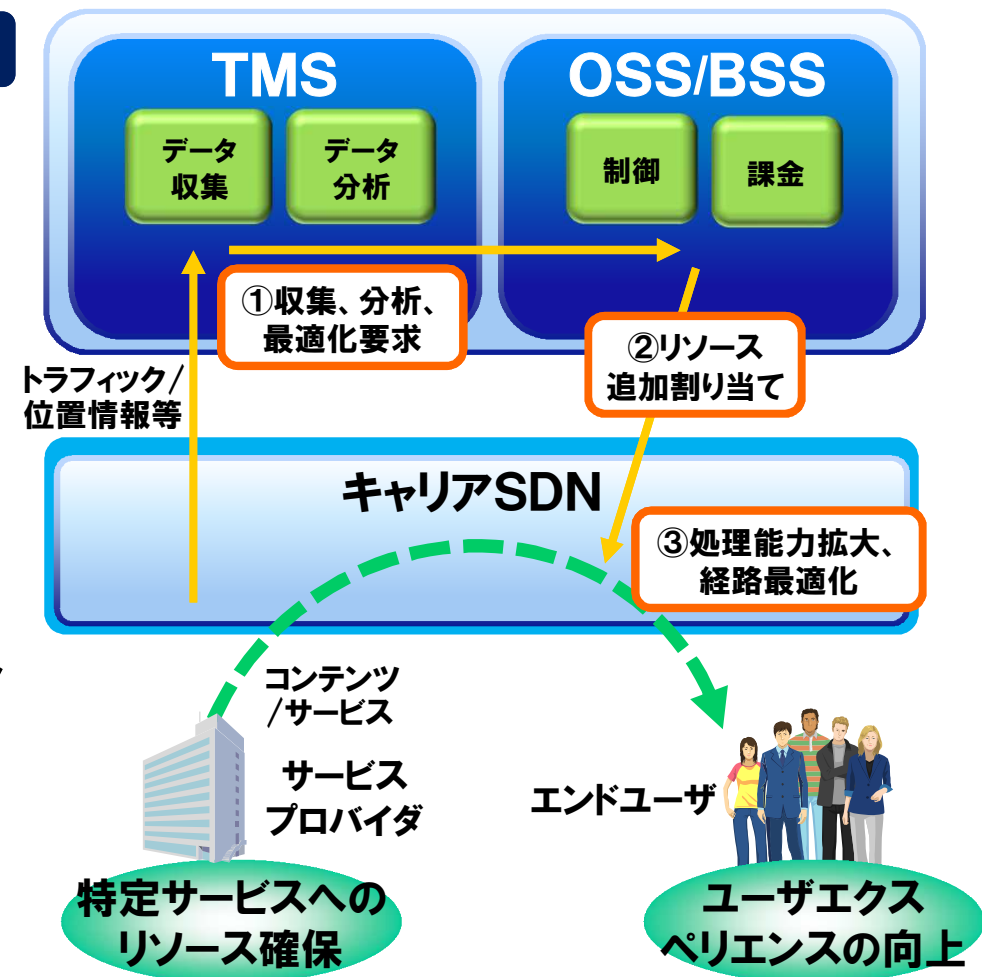 TMS
OSS/BSS
データ
収集
データ
分析
制御
課金
①収集、分析、
最適化要求
②リソース
追加割り当て
トラフィック/
位置情報等
キャリアSDN
③処理能力拡大、
経路最適化
コンテンツ
/サービス
サービス
プロバイダ
エンドユーザ
特定サービスへの
リソース確保
ユーザエクス
ペリエンスの向上